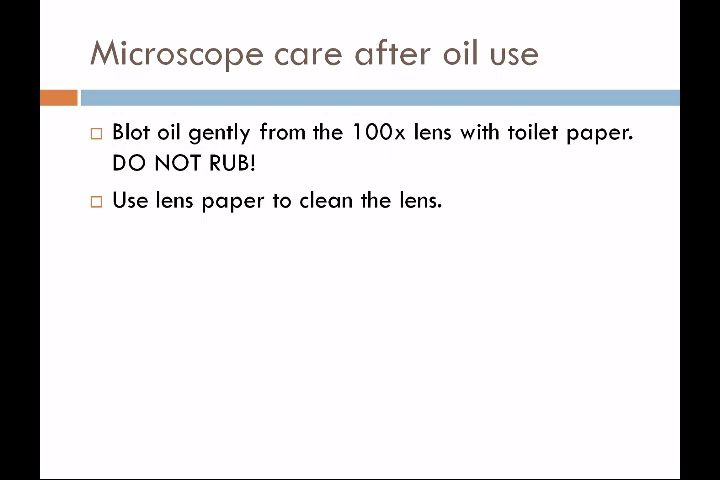 Microscope care after oil use
Blot oil gently from the 100x lens with toilet paper.
DO NOT RUB!
Use lens paper to clean the lens.